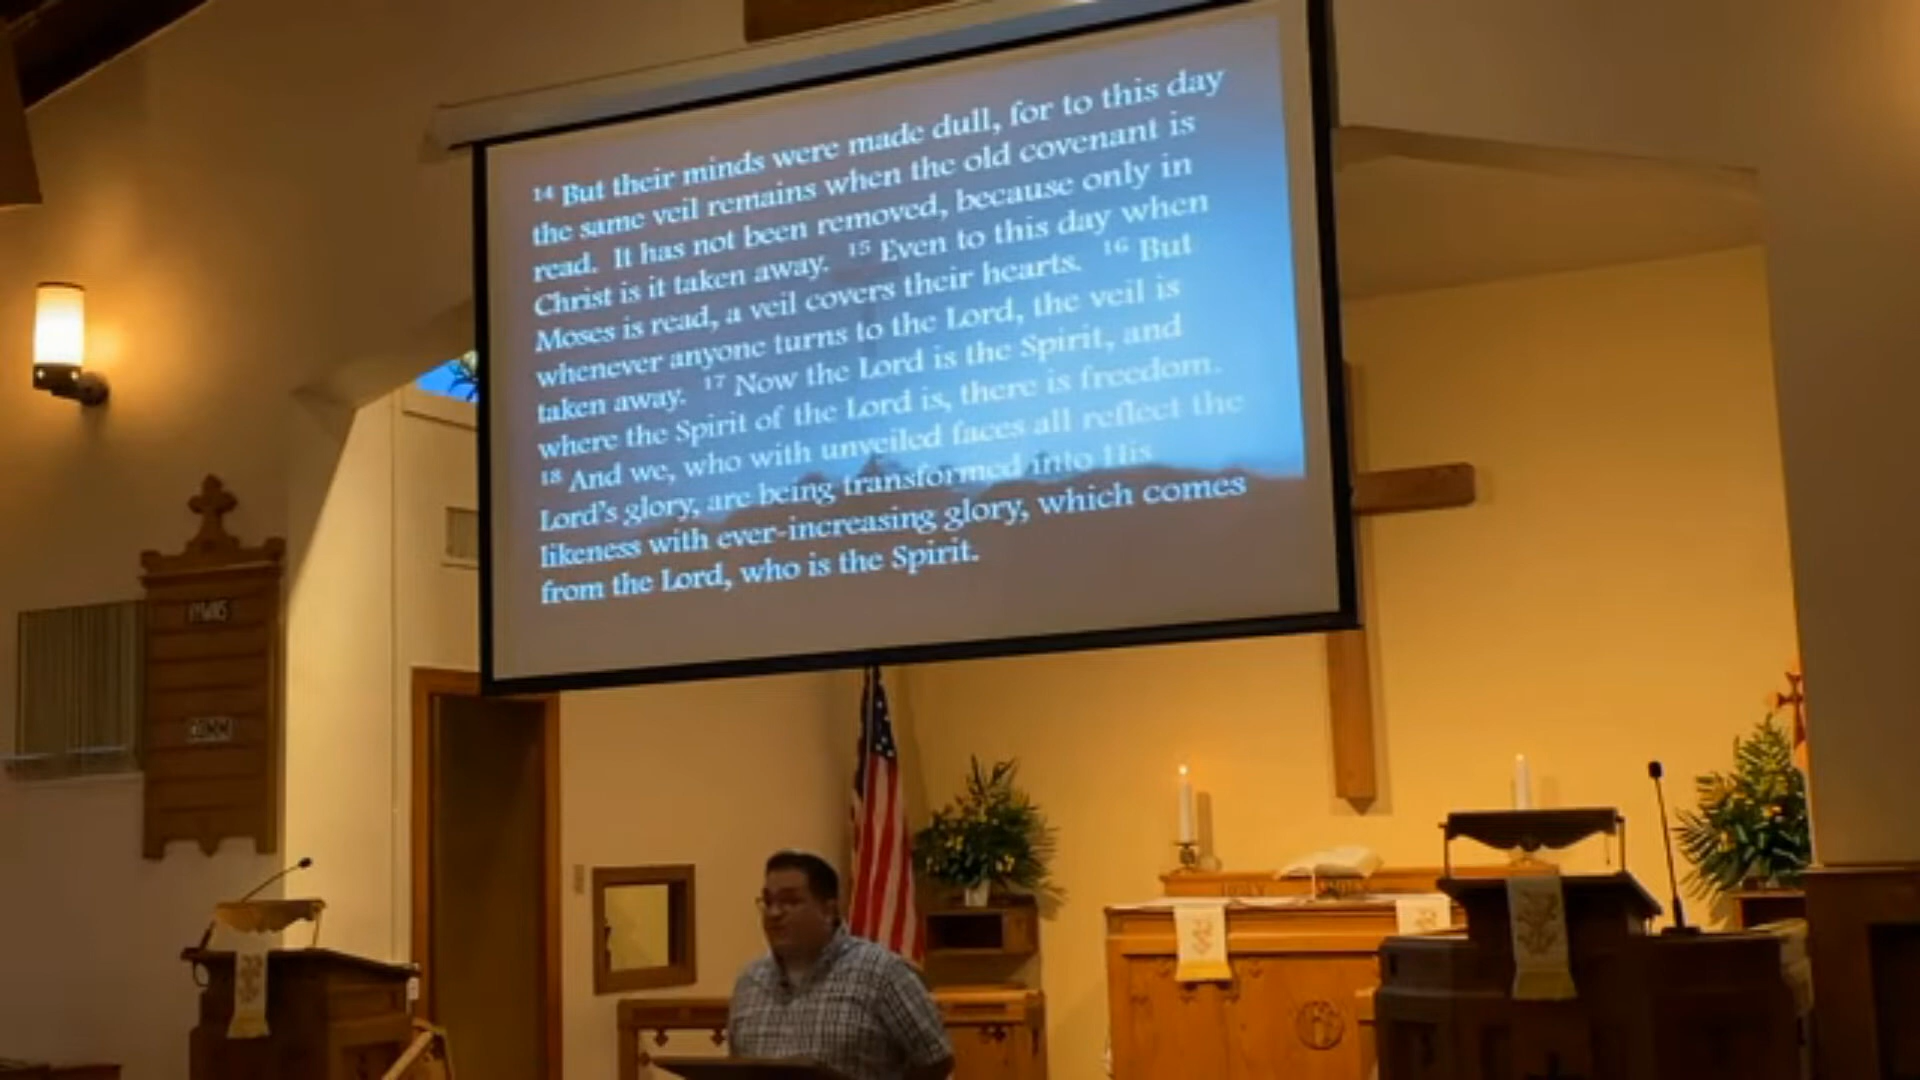 14 But their minds were made dull, for to this day
the same veil remains when the old covenant is
read. It has not been removed, because only in
Christ is it taken away. 15 Even to this day when
Moses is read, a veil covers their hearts. 16 But
whenever anyone turns to the Lord, the veil is
taken away. 17 Now the Lord is the Spirit, and
where the Spirit of the Lord is, there is freedom.
18 And we, who with unveiled faces all reflect the
Lord's glory, are being transformed into His
likeness with ever-increasing glory, which comes
from the Lord, who is the Spirit.
HYMNS
COMM
HOLY